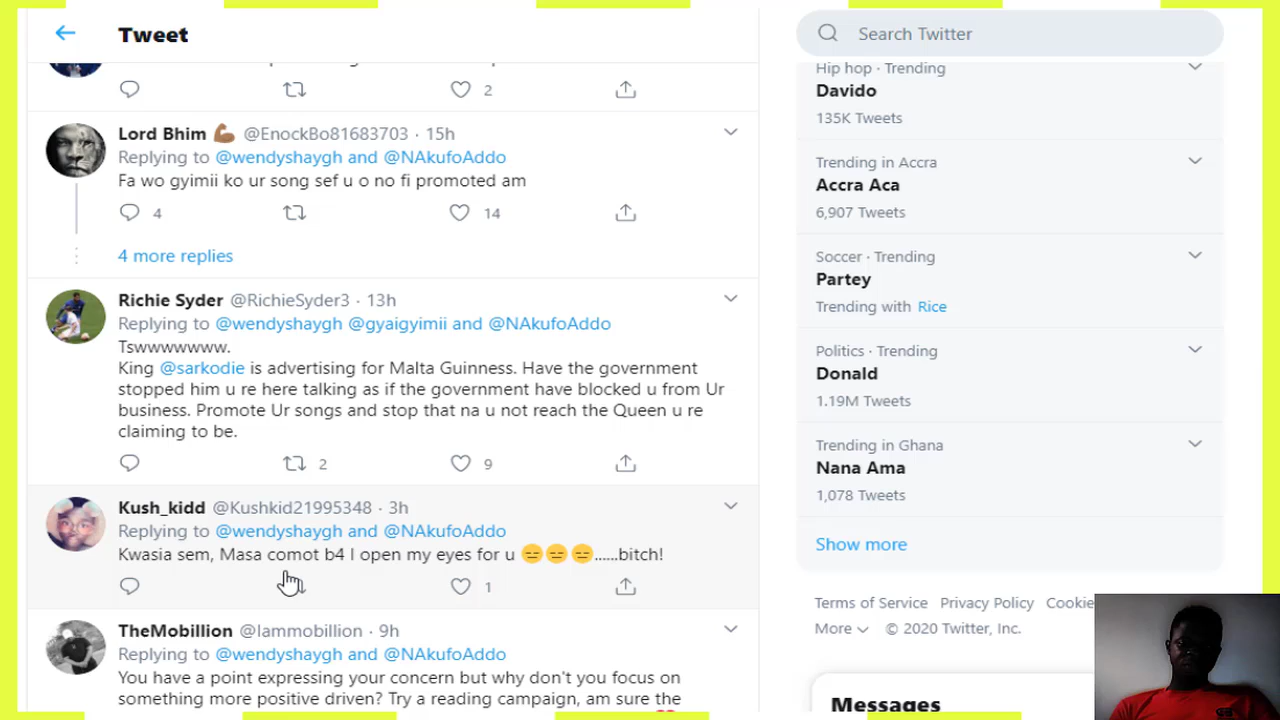 Tweet
2
Lord Bhim 💪🏾 @EnockBo81683703 · 15h
Replying to @wendyshaygh and @NAkufoAddo
Fa wo gyimii ko ur song sef u o no fi promoted am
4 14
4 more replies
Richie Syder @RichieSyder3 · 13h
Replying to @wendyshaygh @gyaigyimii and @NAkufoAddo
Tswwwwwww.
King @sarkodie is advertising for Malta Guinness. Have the government
stopped him u re here talking as if the government have blocked u from Ur
business. Promote Ur songs and stop that na u not reach the Queen u re
claiming to be.
2 9
Kush_kidd @Kushkid21995348 · 3h
Replying to @wendyshaygh and @NAkufoAddo
Kwasia sem, Masa comot b4 I open my eyes for u 😑😑😑......bitch!
1
TheMobillion @Iammobillion · 9h
Replying to @wendyshaygh and @NAkufoAddo
You have a point expressing your concern but why don't you focus on
something more positive driven? Try a reading campaign, am sure the
Search Twitter
Hip hop · Trending
Davido
135K Tweets
Trending in Accra
Accra Aca
6,907 Tweets
Soccer · Trending
Partey
Trending with Rice
Politics · Trending
Donald
1.19M Tweets
Trending in Ghana
Nana Ama
1,078 Tweets
Show more
Terms of Service Privacy Policy Cookie
More © 2020 Twitter, Inc.
Messages